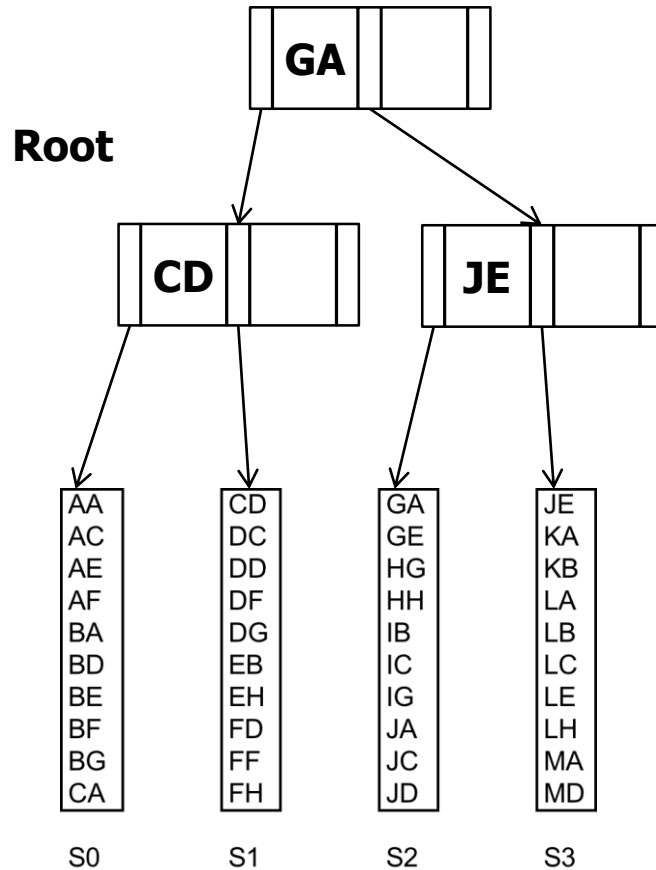 GA
Root
CD
JE
AA
AC
AE
AF
BA
BD
BE
BF
BG
CA
CD
DC
DD
DF
DG
EB
EH
FD
FF
FH
GA
GE
HG
HH
IB
IC
IG
JA
JC
JD
JE
KA
KB
LA
LB
LC
LE
LH
MA
MD
S0
S1
S2
S3